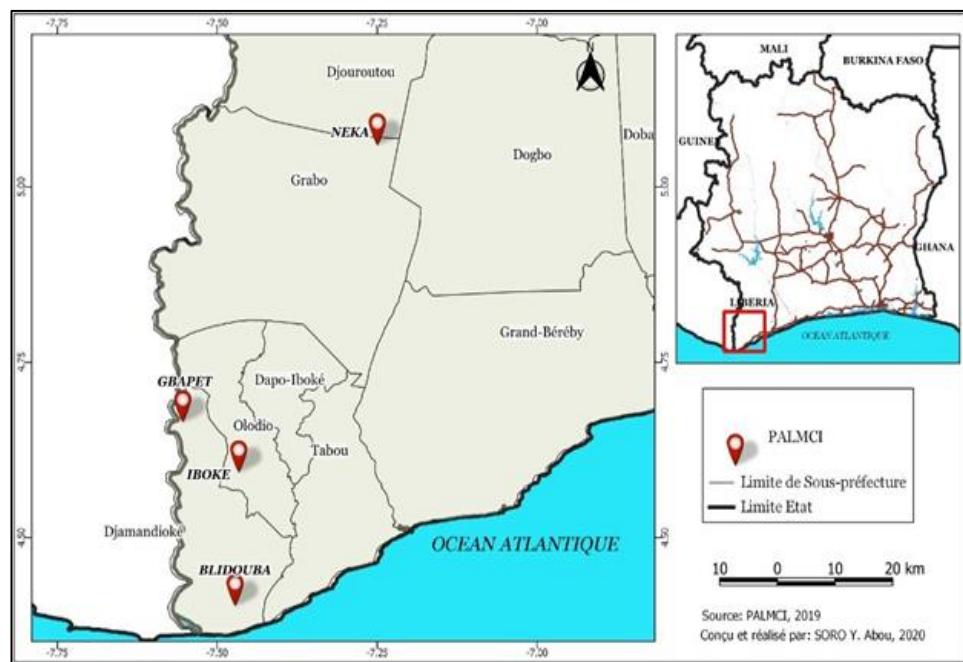 -7.75
-7.50
-7.25
-7.00
Djouroutou
N
NEKA
Doba
Dogbo
Grabo
5.00
5.00
Grand-Béréby
4.75
4.75
GBAPET
Dapo-Iboké
Olodio
Tabou
IBOKE
Djamandioké
4.50
4.50
OCEAN ATLANTIQUE
BLIDOUBA
-7.75
-7.50
-7.25
-7.00
MALI
BURKINA FASO
GUINEE
GHANA
LIBERIA
OCEAN ATLANTIQUE
PALMCI
Limite de Sous-préfecture
Limite Etat
10 0 10 20 km
Source: PALMCI, 2019
Conçu et réalisé par: SORO Y. Abou, 2020